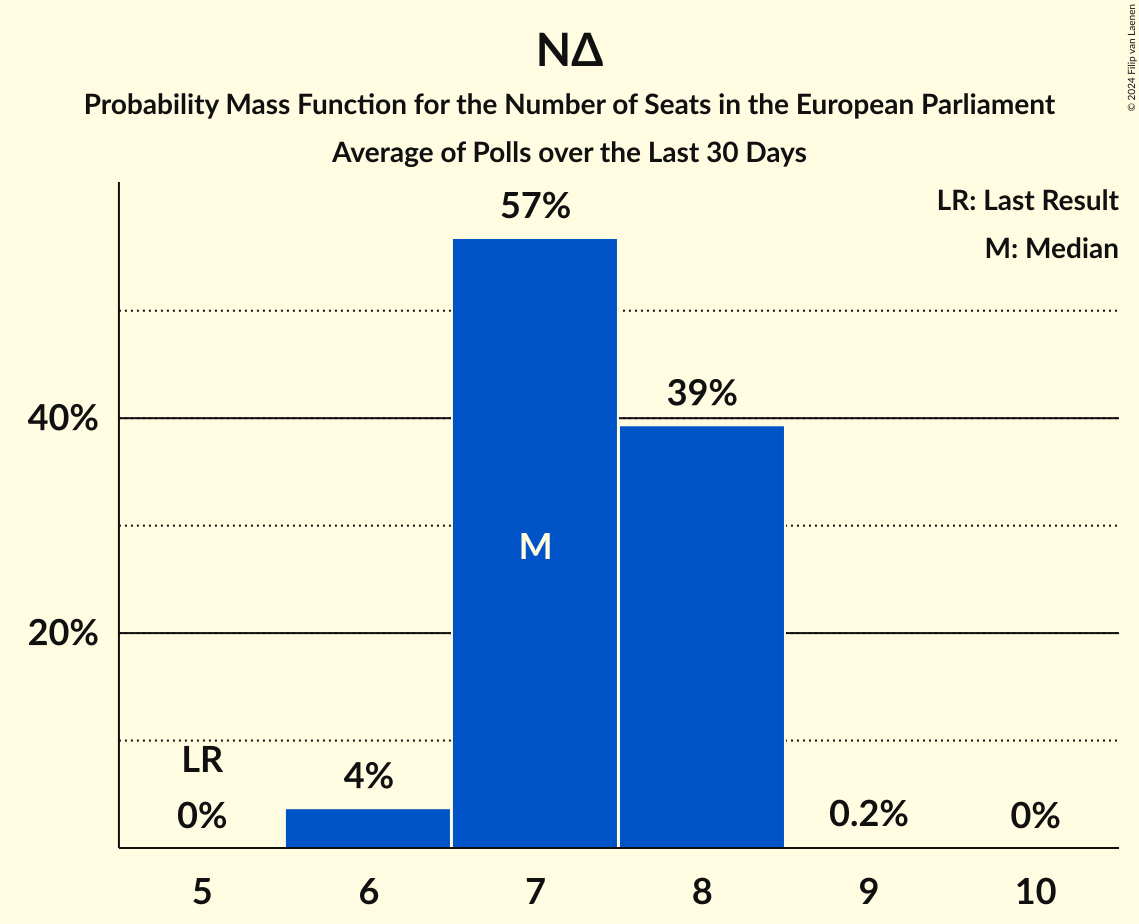 ΝΔ
Probability Mass Function for the Number of Seats in the European Parliament
Average of Polls over the Last 30 Days
© 2024 Filip van Laenen
LR: Last Result
M: Median
57%
39%
40%
M
20%
LR
4%
0%
0.2%
0%
5 6 7 8 9 10